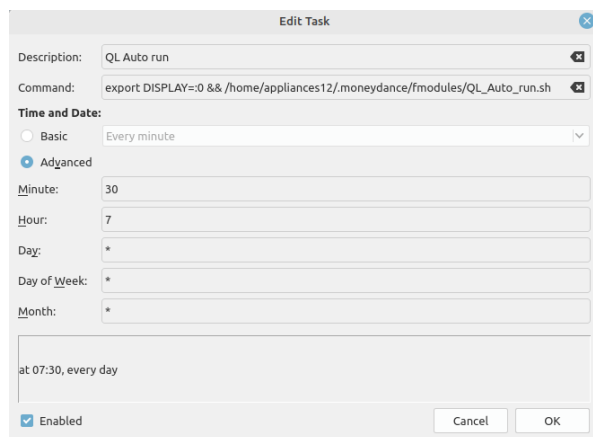 Edit Task
Description: QL Auto run
Command: export DISPLAY=:0 && /home/appliances12/.moneydance/fmodules/QL_Auto_run.sh
Time and Date:
Basic Every minute
Advanced
Minute: 30
Hour: 7
Day: *
Day of Week: *
Month: *
at 07:30, every day
Enabled Cancel OK